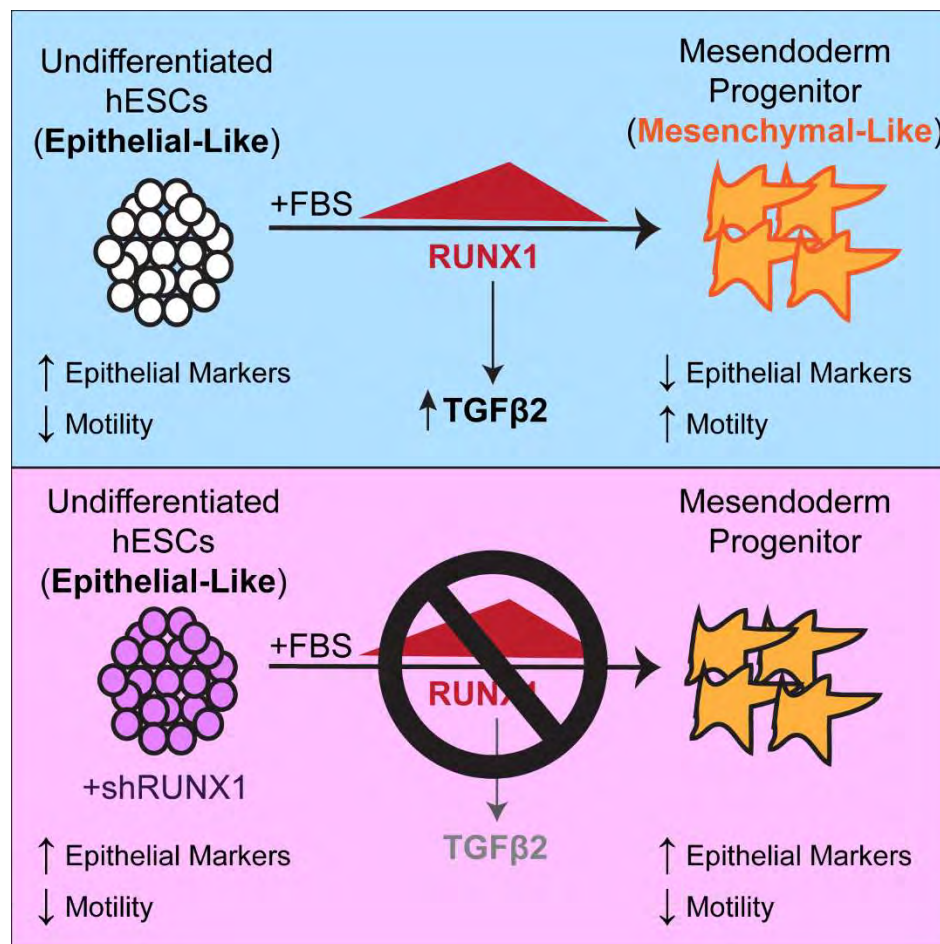 Undifferentiated
hESCs
(Epithelial-Like)
+FBS
RUNX1
↑ TGFβ2
Mesendoderm
Progenitor
(Mesenchymal-Like)
↑ Epithelial Markers
↓ Motility
↓ Epithelial Markers
↑ Motilty
Undifferentiated
hESCs
(Epithelial-Like)
+shRUNX1
+FBS
RUNX1
TGFβ2
Mesendoderm
Progenitor
↑ Epithelial Markers
↓ Motility
↑ Epithelial Markers
↓ Motility